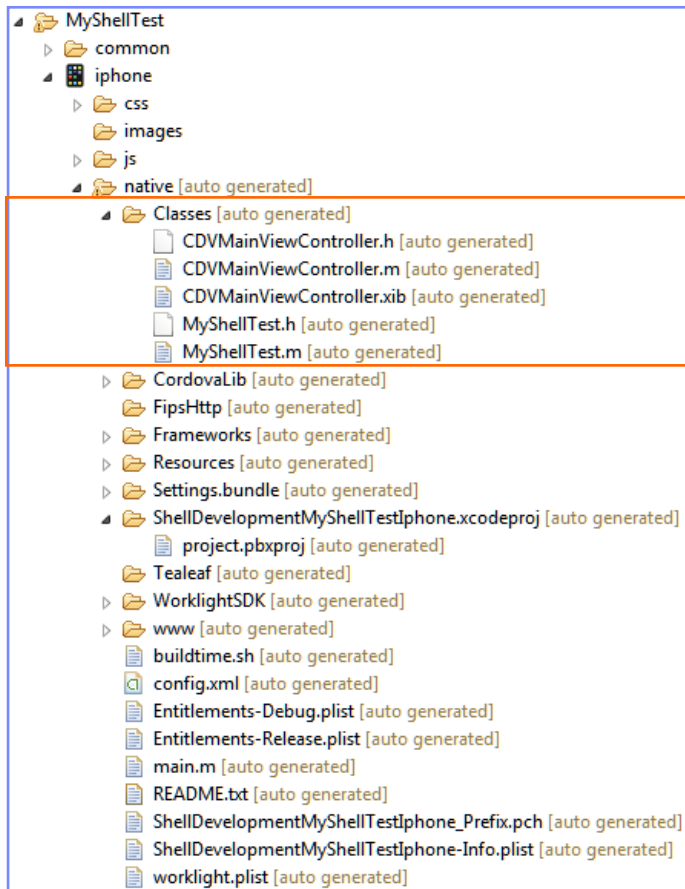 MyShellTest
common
iphone
css
images
js
native [auto generated]
Classes [auto generated]
CDVMainViewController.h [auto generated]
CDVMainViewController.m [auto generated]
CDVMainViewController.xib [auto generated]
MyShellTest.h [auto generated]
MyShellTest.m [auto generated]
CordovaLib [auto generated]
FipsHttp [auto generated]
Frameworks [auto generated]
Resources [auto generated]
Settings.bundle [auto generated]
ShellDevelopmentMyShellTestIphone.xcodeproj [auto generated]
project.pbxproj [auto generated]
Tealeaf [auto generated]
WorklightSDK [auto generated]
www [auto generated]
buildtime.sh [auto generated]
config.xml [auto generated]
Entitlements-Debug.plist [auto generated]
Entitlements-Release.plist [auto generated]
main.m [auto generated]
README.txt [auto generated]
ShellDevelopmentMyShellTestIphone_Prefix.pch [auto generated]
ShellDevelopmentMyShellTestIphone-Info.plist [auto generated]
worklight.plist [auto generated]